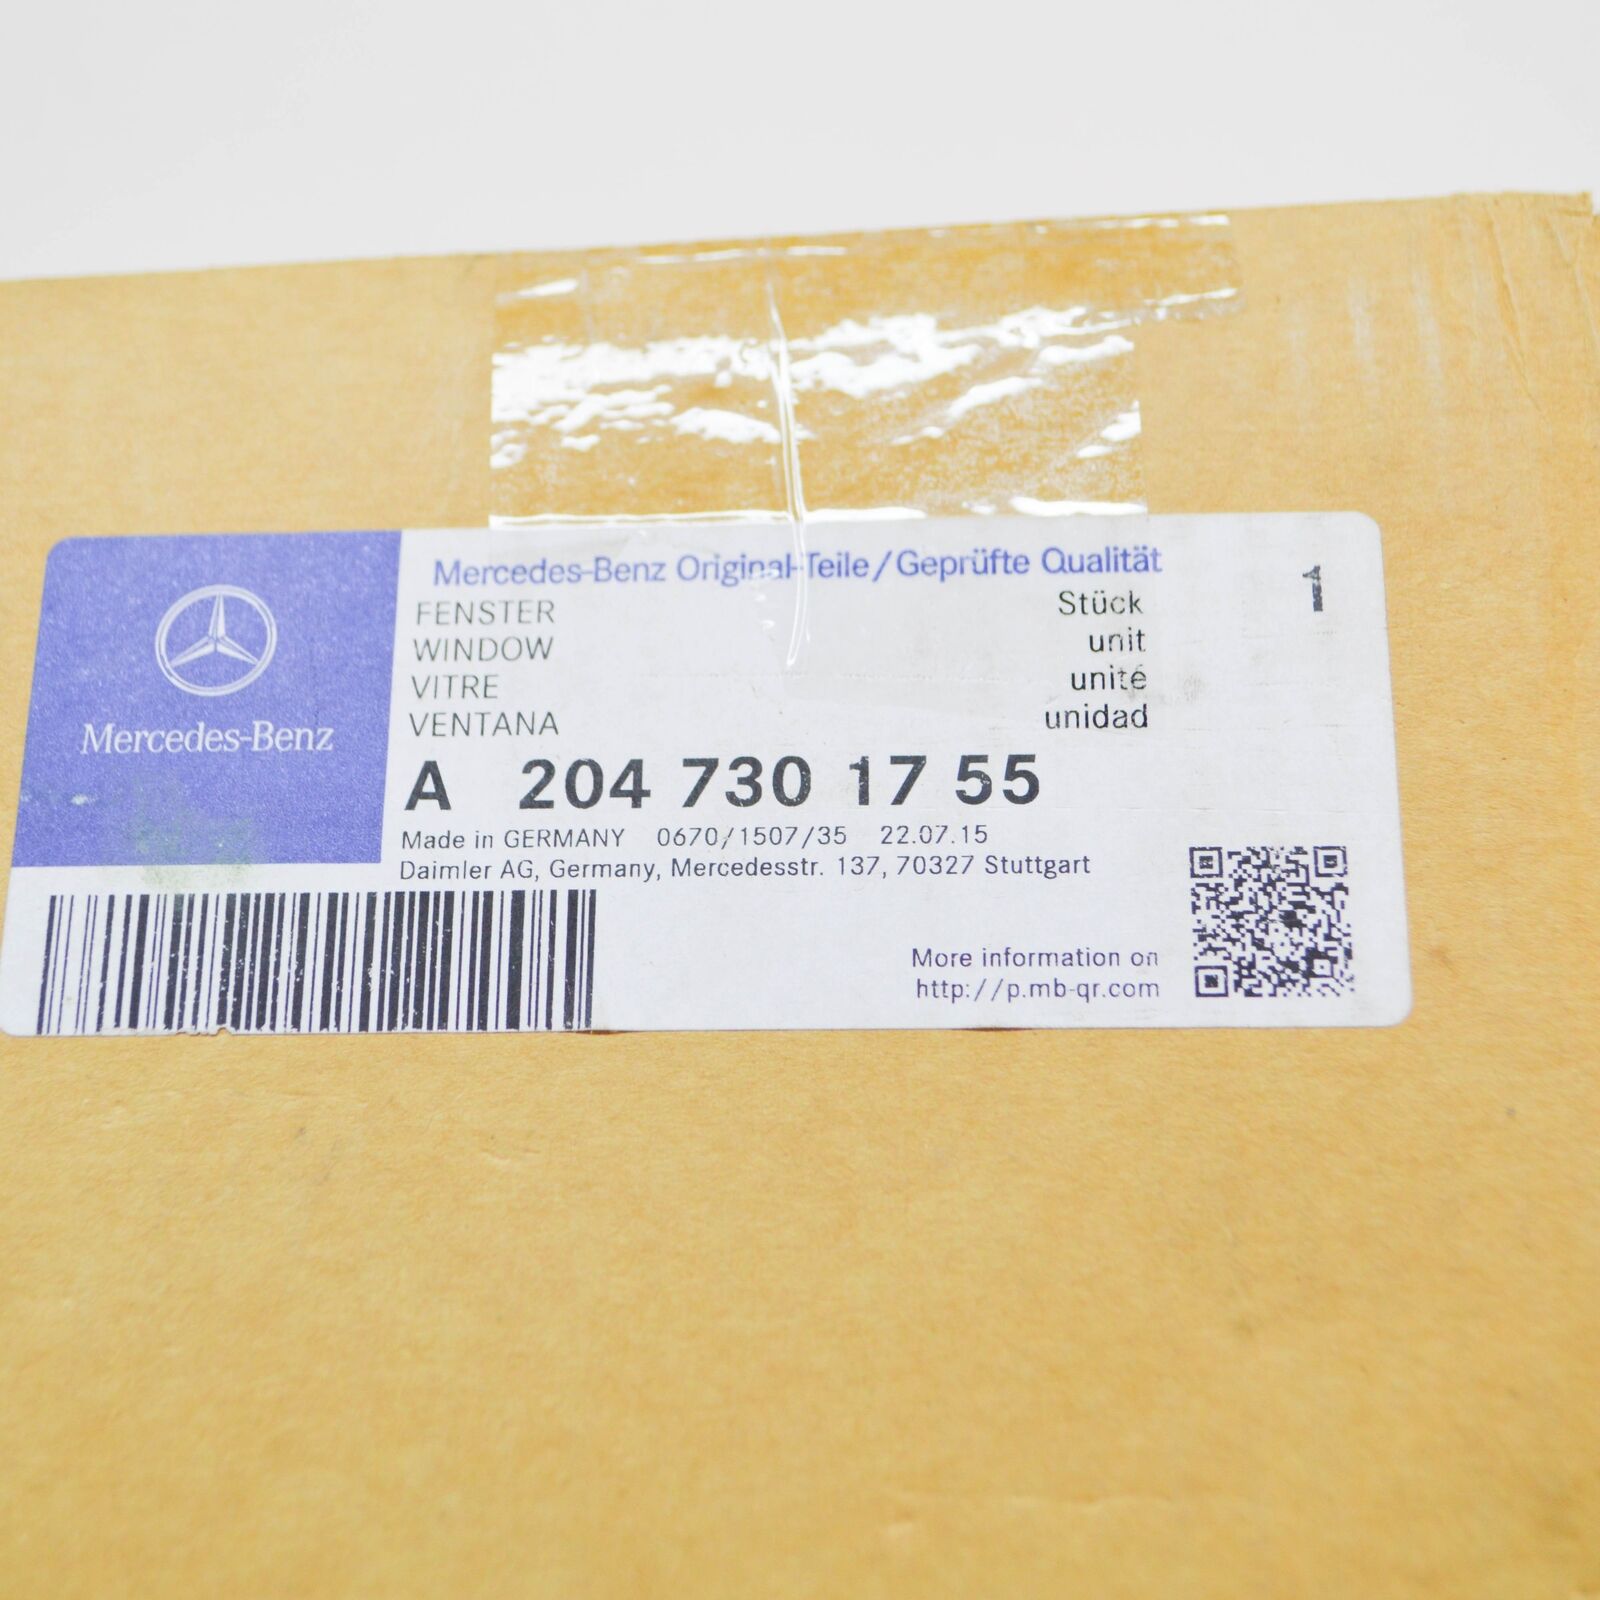 Mercedes-Benz Original-Teile/Geprüfte Qualität
FENSTER Stück 1
WINDOW unit
VITRE unité
VENTANA unidad
Mercedes-Benz
A 204 730 17 55
Made in GERMANY 0670/1507/35 22.07.15
Daimler AG, Germany, Mercedesstr. 137, 70327 Stuttgart
More information on
http://p.mb-qr.com